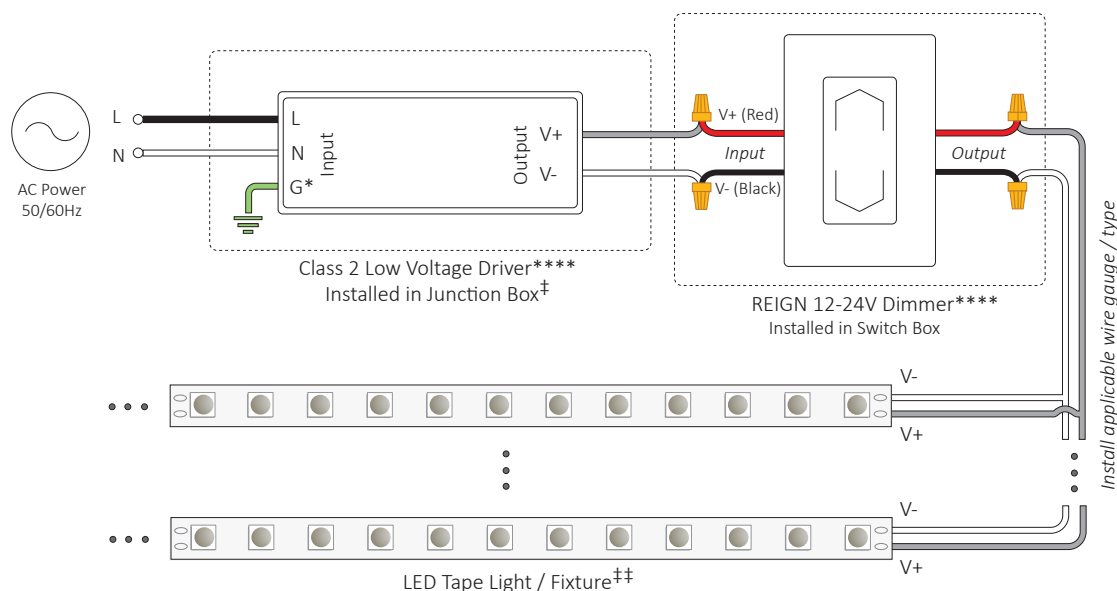 L
N
AC Power
50/60Hz
L
N
G*
Input
Output
V+
V-
Class 2 Low Voltage Driver****
Installed in Junction Box‡
V+ (Red)
Input
V- (Black)
Output
REIGN 12-24V Dimmer****
Installed in Switch Box
Install applicable wire gauge / type
V-
V+
V-
V+
LED Tape Light / Fixture‡‡